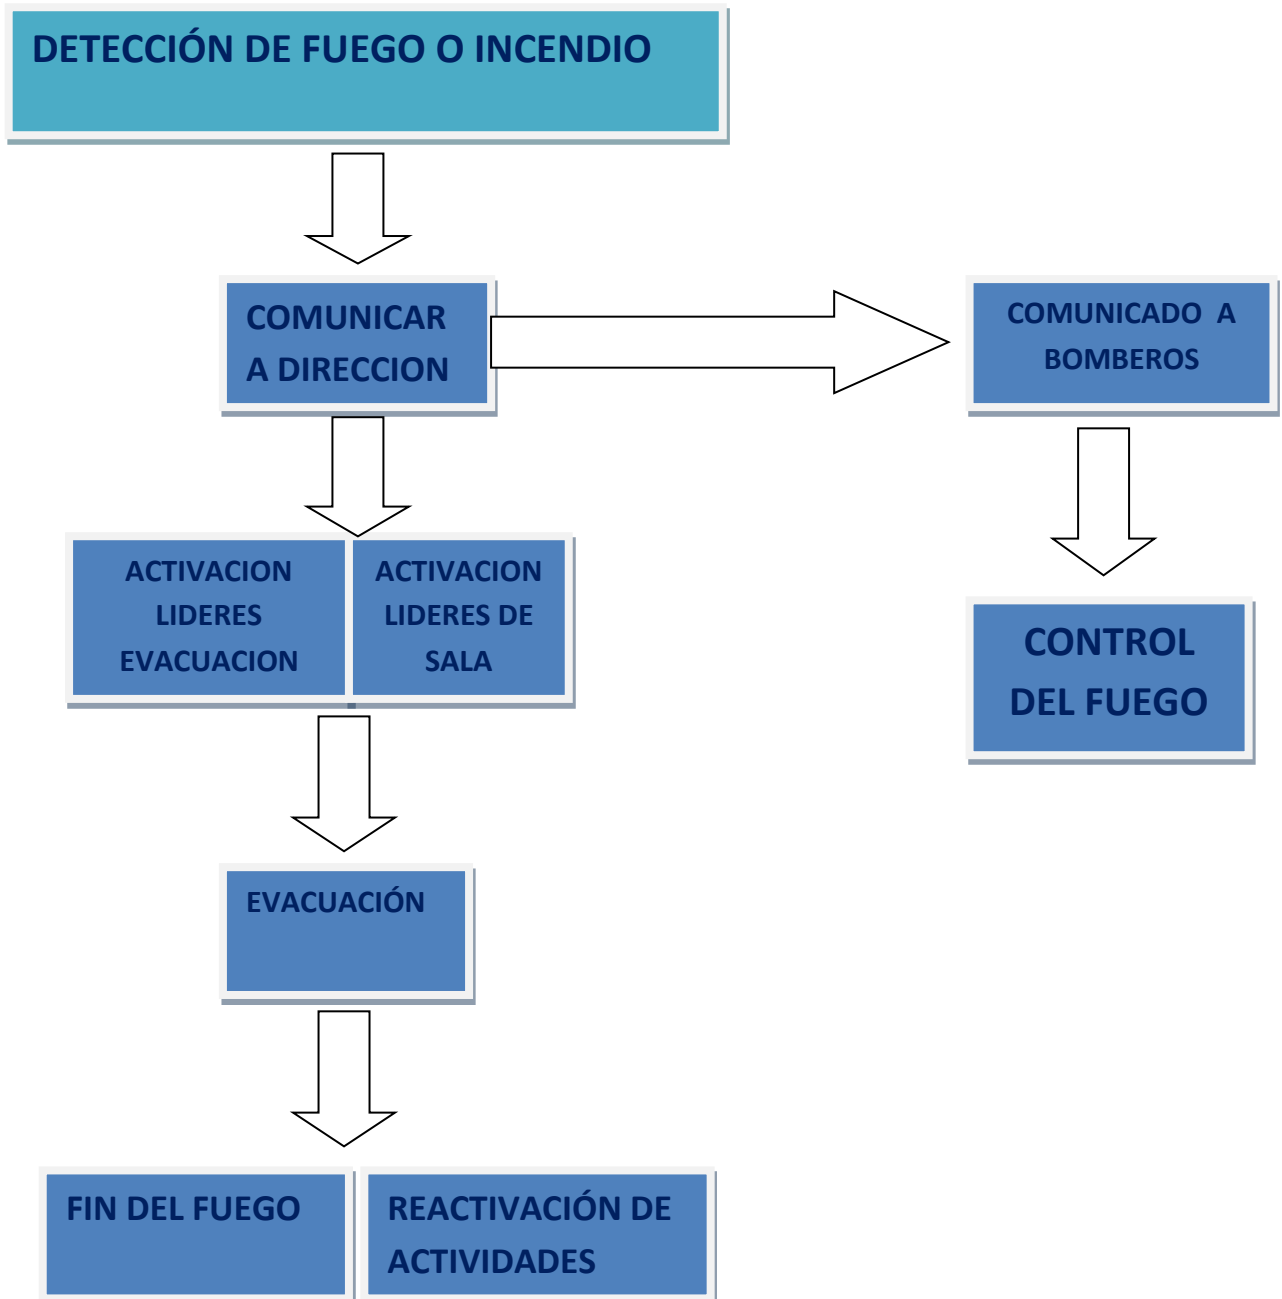 DETECCIÓN DE FUEGO O INCENDIO
COMUNICAR
A DIRECCION
COMUNICADO A
BOMBEROS
ACTIVACION
LIDERES
EVACUACION
ACTIVACION
LIDERES DE
SALA
CONTROL
DEL FUEGO
EVACUACIÓN
FIN DEL FUEGO
REACTIVACIÓN DE
ACTIVIDADES